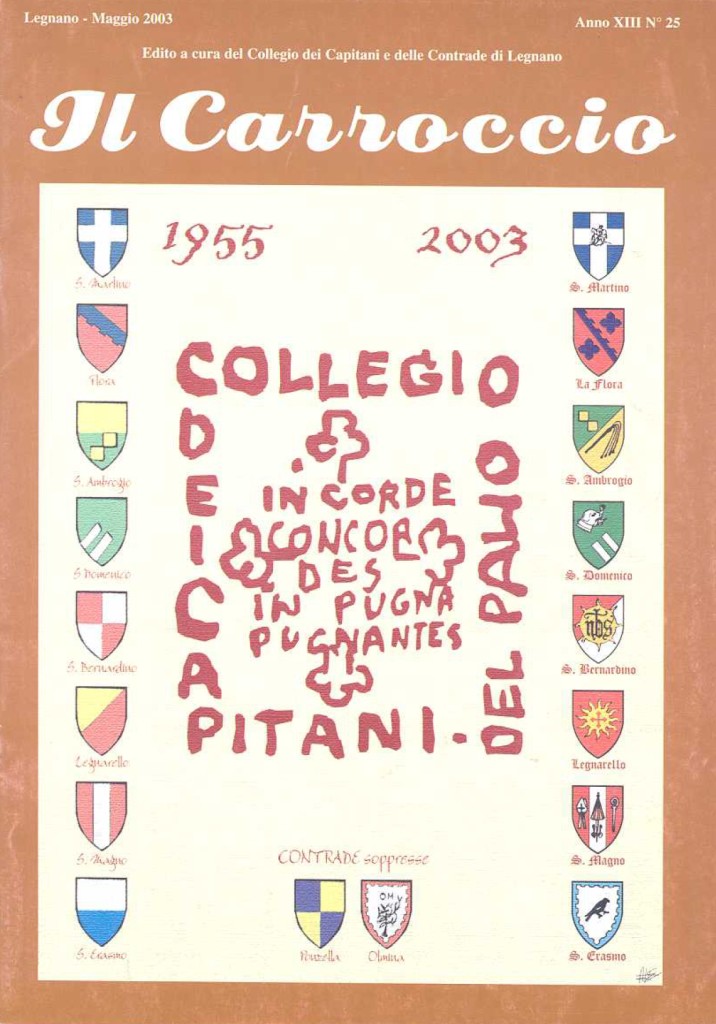 Legnano - Maggio 2003
Anno XIII N° 25
Edito a cura del Collegio dei Capitani e delle Contrade di Legnano
Il Carroccio
1955
2003
S. Martino
Flora
S. Ambrogio
S. Domenico
S. Bernardino
Legnarello
S. Magno
S. Erasmo
COLLEGIO
DEI CAPITANI.
DEL PALIO
IN CORDE
CONCOR
DES
IN PUGNA
PUGNANTES
S. Martino
La Flora
S. Ambrogio
S. Domenico
nbs
S. Bernardino
Legnarello
S. Magno
S. Erasmo
CONTRADE soppresse
Ponzella
OM V
Olmina